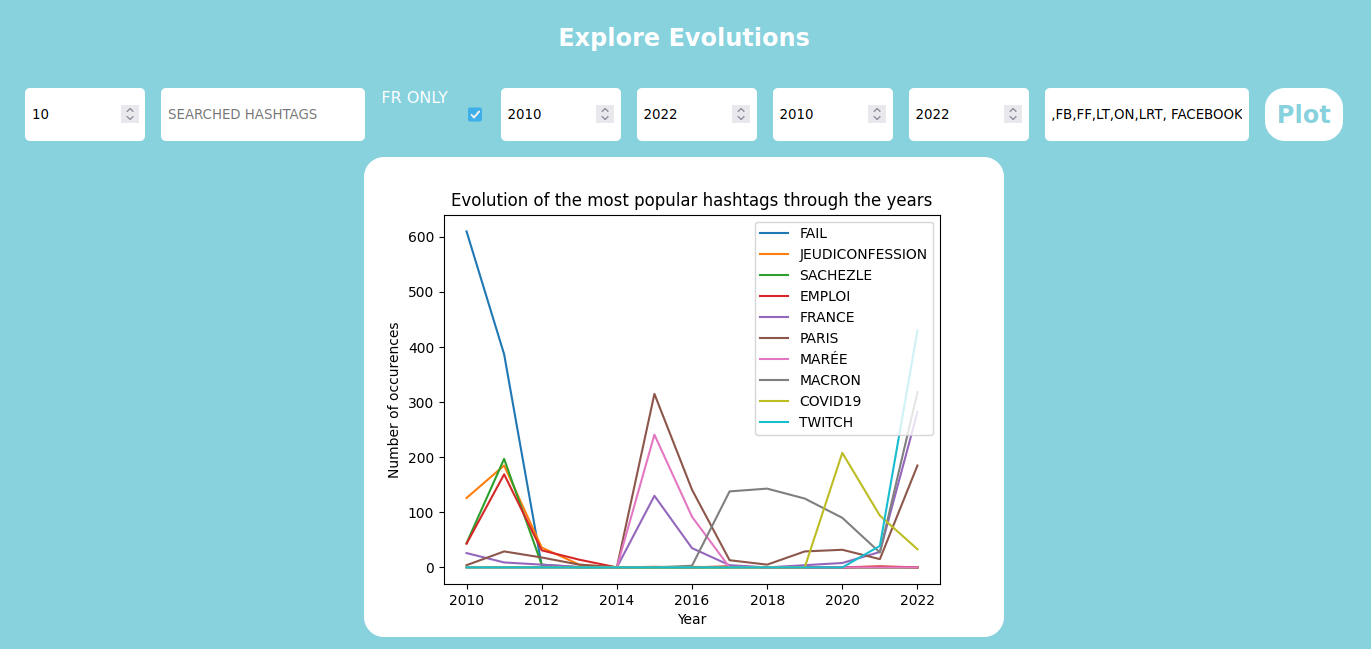 Explore Evolutions
10 SEARCHED HASHTAGS FR ONLY 2010 2022 2010 2022 ,FB,FF,LT,ON,LRT, FACEBOOK Plot
Evolution of the most popular hashtags through the years
FAIL
JEUDICONFESSION
SACHEZLE
EMPLOI
FRANCE
PARIS
MARÉE
MACRON
COVID19
TWITCH
600
500
400
300
200
100
0
Number of occurences
2010 2012 2014 2016 2018 2020 2022
Year